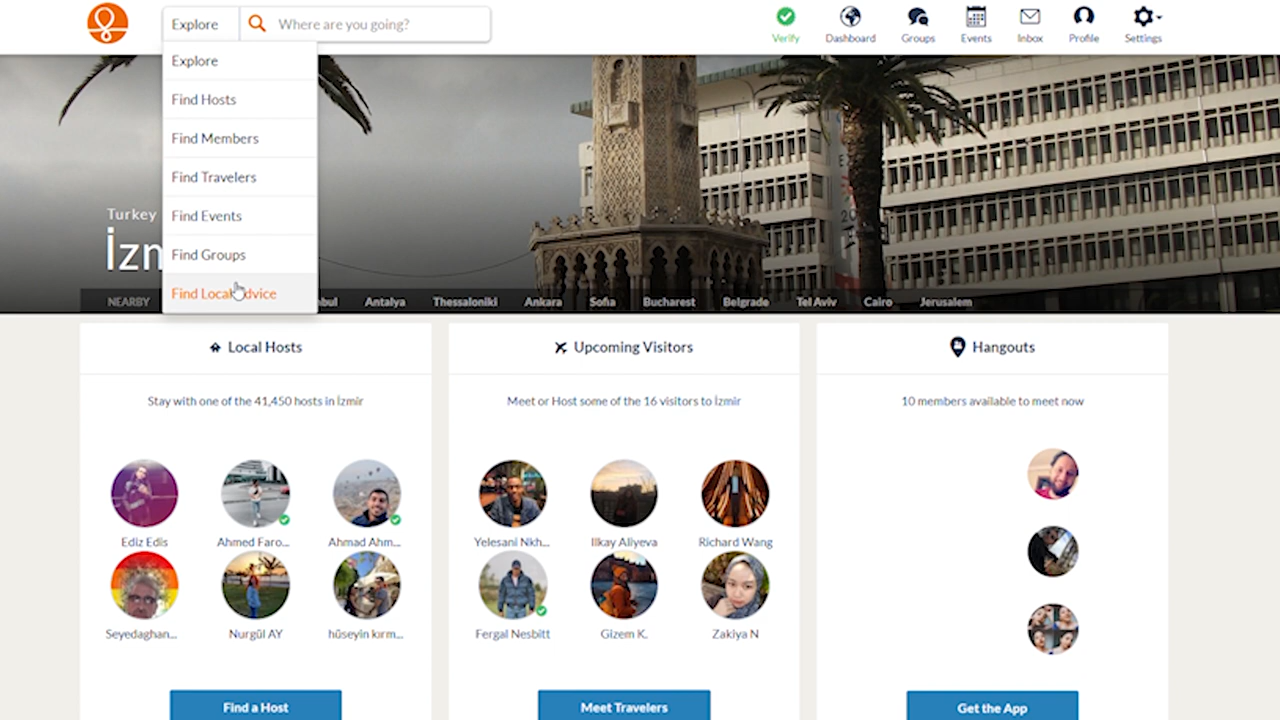 Explore
Where are you going?
Verify
Dashboard
Groups
Events
Inbox
Profile
Settings
Explore
Find Hosts
Find Members
Find Travelers
Find Events
Find Groups
Find Local Advice
Turkey
İzm
NEARBY
nbul
Antalya
Thessaloniki
Ankara
Sofia
Bucharest
Belgrade
Tel Aviv
Cairo
Jerusalem
Local Hosts
Stay with one of the 41,450 hosts in İzmir
Ediz Edis
Ahmed Faro...
Ahmad Ahm...
Seyedaghan...
Nurgül AY
hüseyin kırm...
Find a Host
Upcoming Visitors
Meet or Host some of the 16 visitors to İzmir
Yelesani Nkh...
Ilkay Aliyeva
Richard Wang
Fergal Nesbitt
Gizem K.
Zakiya N
Meet Travelers
Hangouts
10 members available to meet now
Get the App